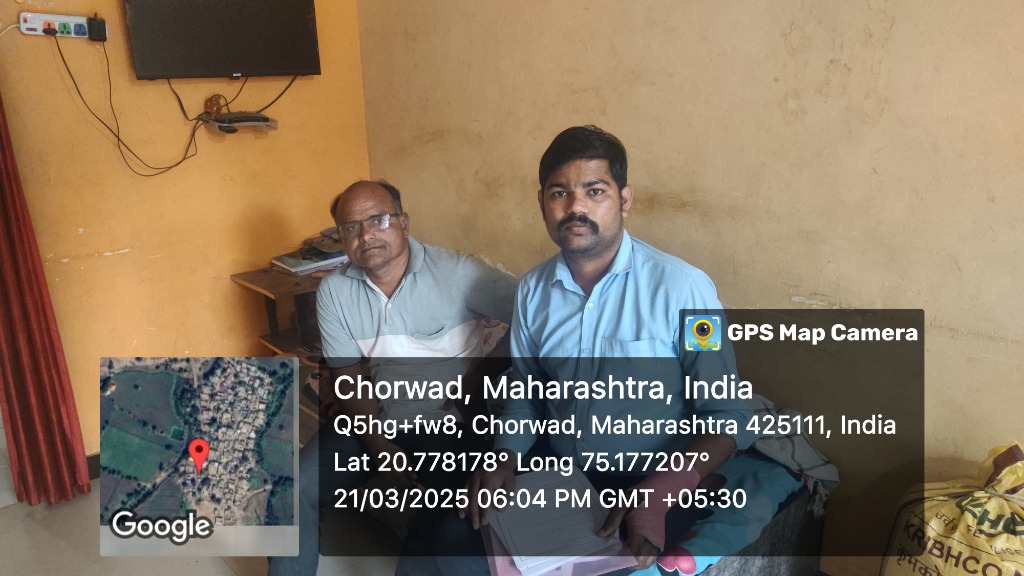 GPS Map Camera
Chorwad, Maharashtra, India
Q5hg+fw8, Chorwad, Maharashtra 425111, India
Lat 20.778178° Long 75.177207°
21/03/2025 06:04 PM GMT +05:30
Google
KRIBHCO